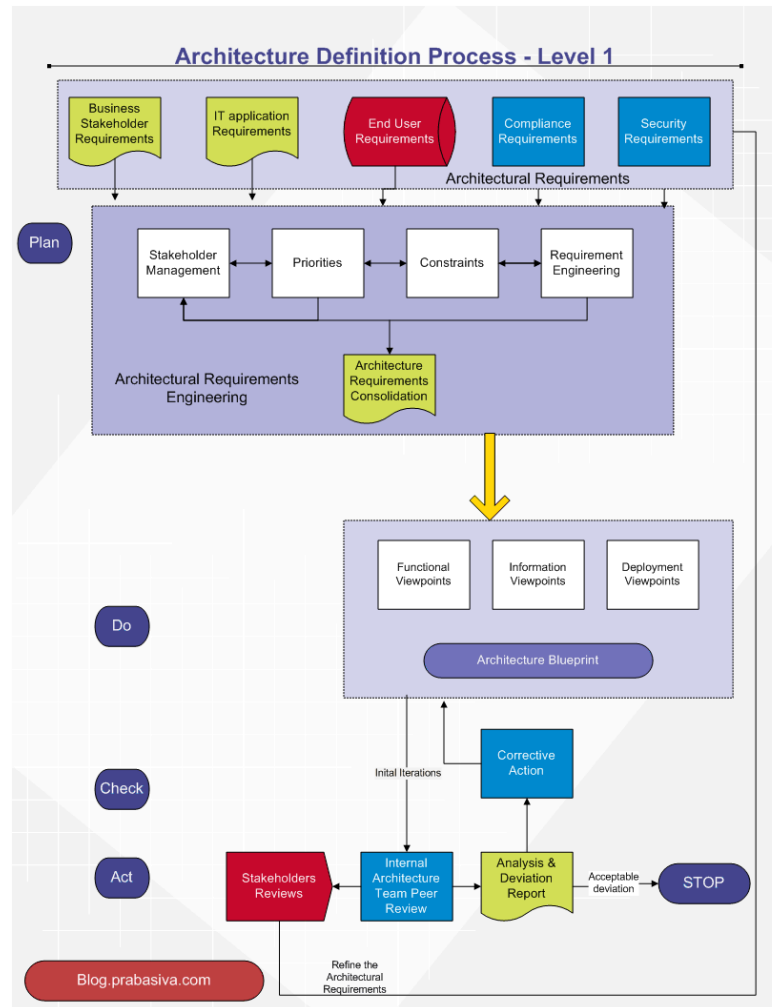 Architecture Definition Process - Level 1
Business
Stakeholder
Requirements
IT application
Requirements
End User
Requirements
Compliance
Requirements
Security
Requirements
Architectural Requirements
Plan
Stakeholder
Management
Priorities
Constraints
Requirement
Engineering
Architectural Requirements
Engineering
Architecture
Requirements
Consolidation
Functional
Viewpoints
Information
Viewpoints
Deployment
Viewpoints
Do
Architecture Blueprint
Inital Iterations
Corrective
Action
Check
Act
Stakeholders
Reviews
Internal
Architecture
Team Peer
Review
Analysis &
Deviation
Report
Acceptable
deviation
STOP
Refine the
Architectural
Requirements
Blog.prabasiva.com